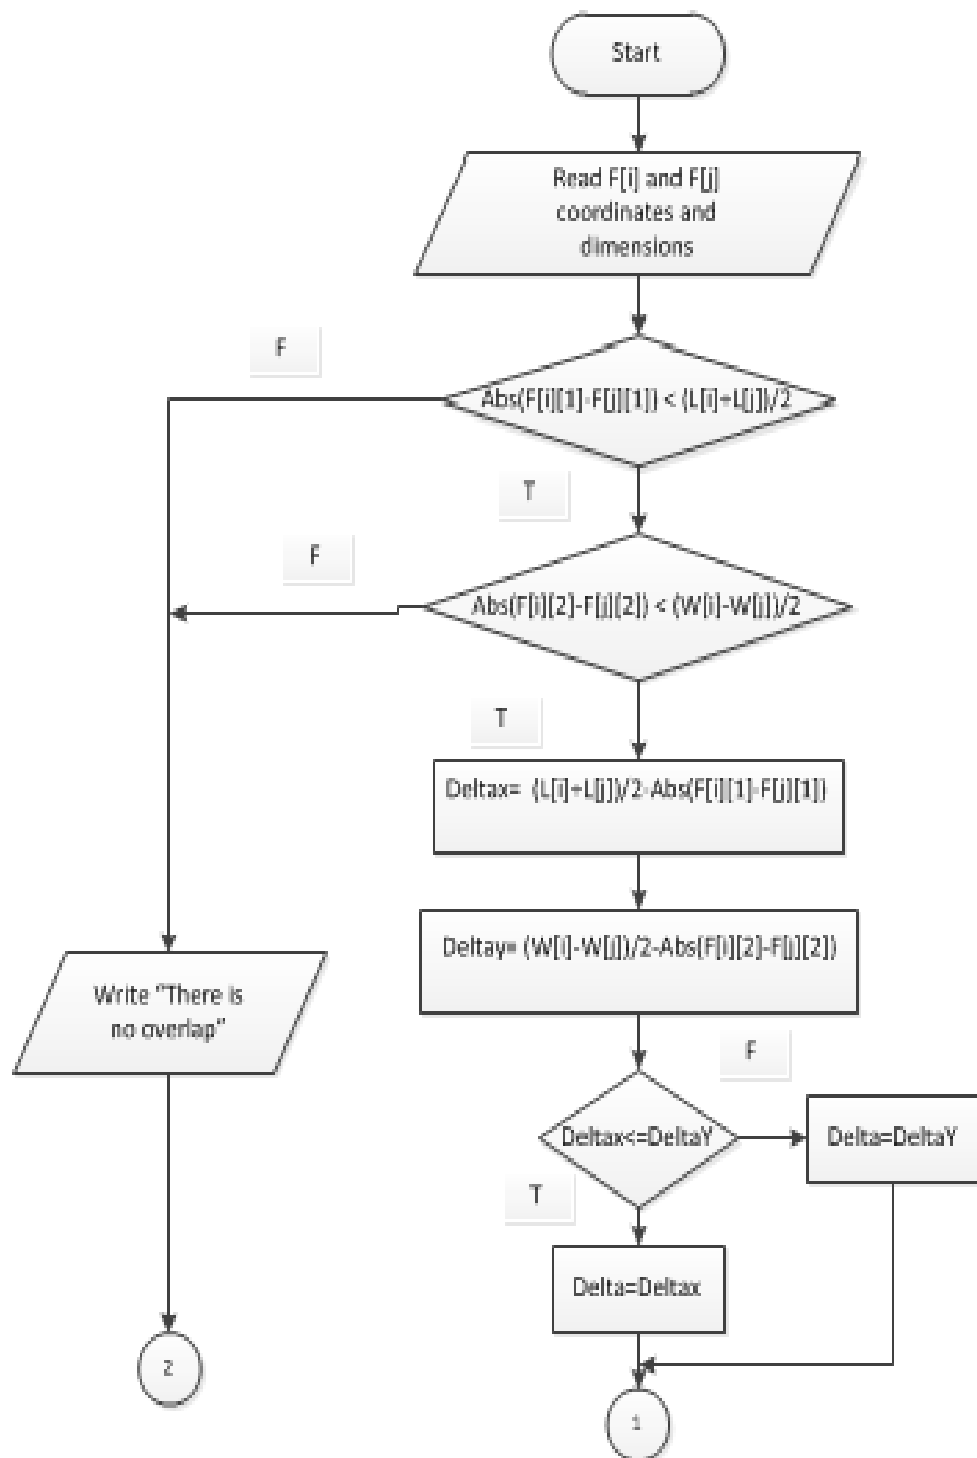 Start
Read F[i] and F[j]
coordinates and
dimensions
F
Abs(F[i][1]-F[j][1]) < (L[i]+L[j])/2
T
F
Abs(F[i][2]-F[j][2]) < (W[i]-W[j])/2
T
Deltax= (L[i]+L[j])/2-Abs(F[i][1]-F[j][1])
Deltay= (W[i]-W[j])/2-Abs(F[i][2]-F[j][2])
Write “There is
no overlap”
F
Deltax<=DeltaY
Delta=DeltaY
T
Delta=Deltax
2
1